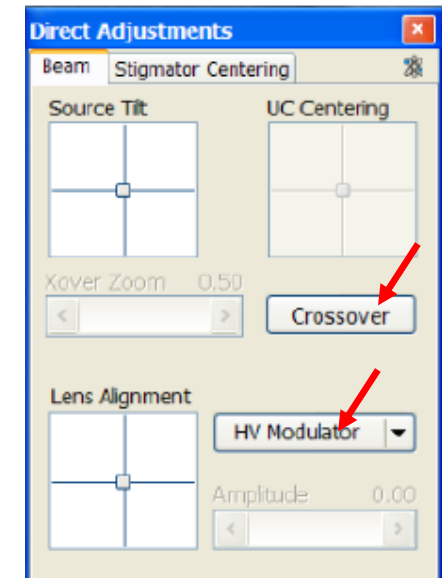 Direct Adjustments
Beam Stigmator Centering
Source Tilt UC Centering
Xover Zoom 0.50
Crossover
Lens Alignment
HV Modulator
Amplitude 0.00